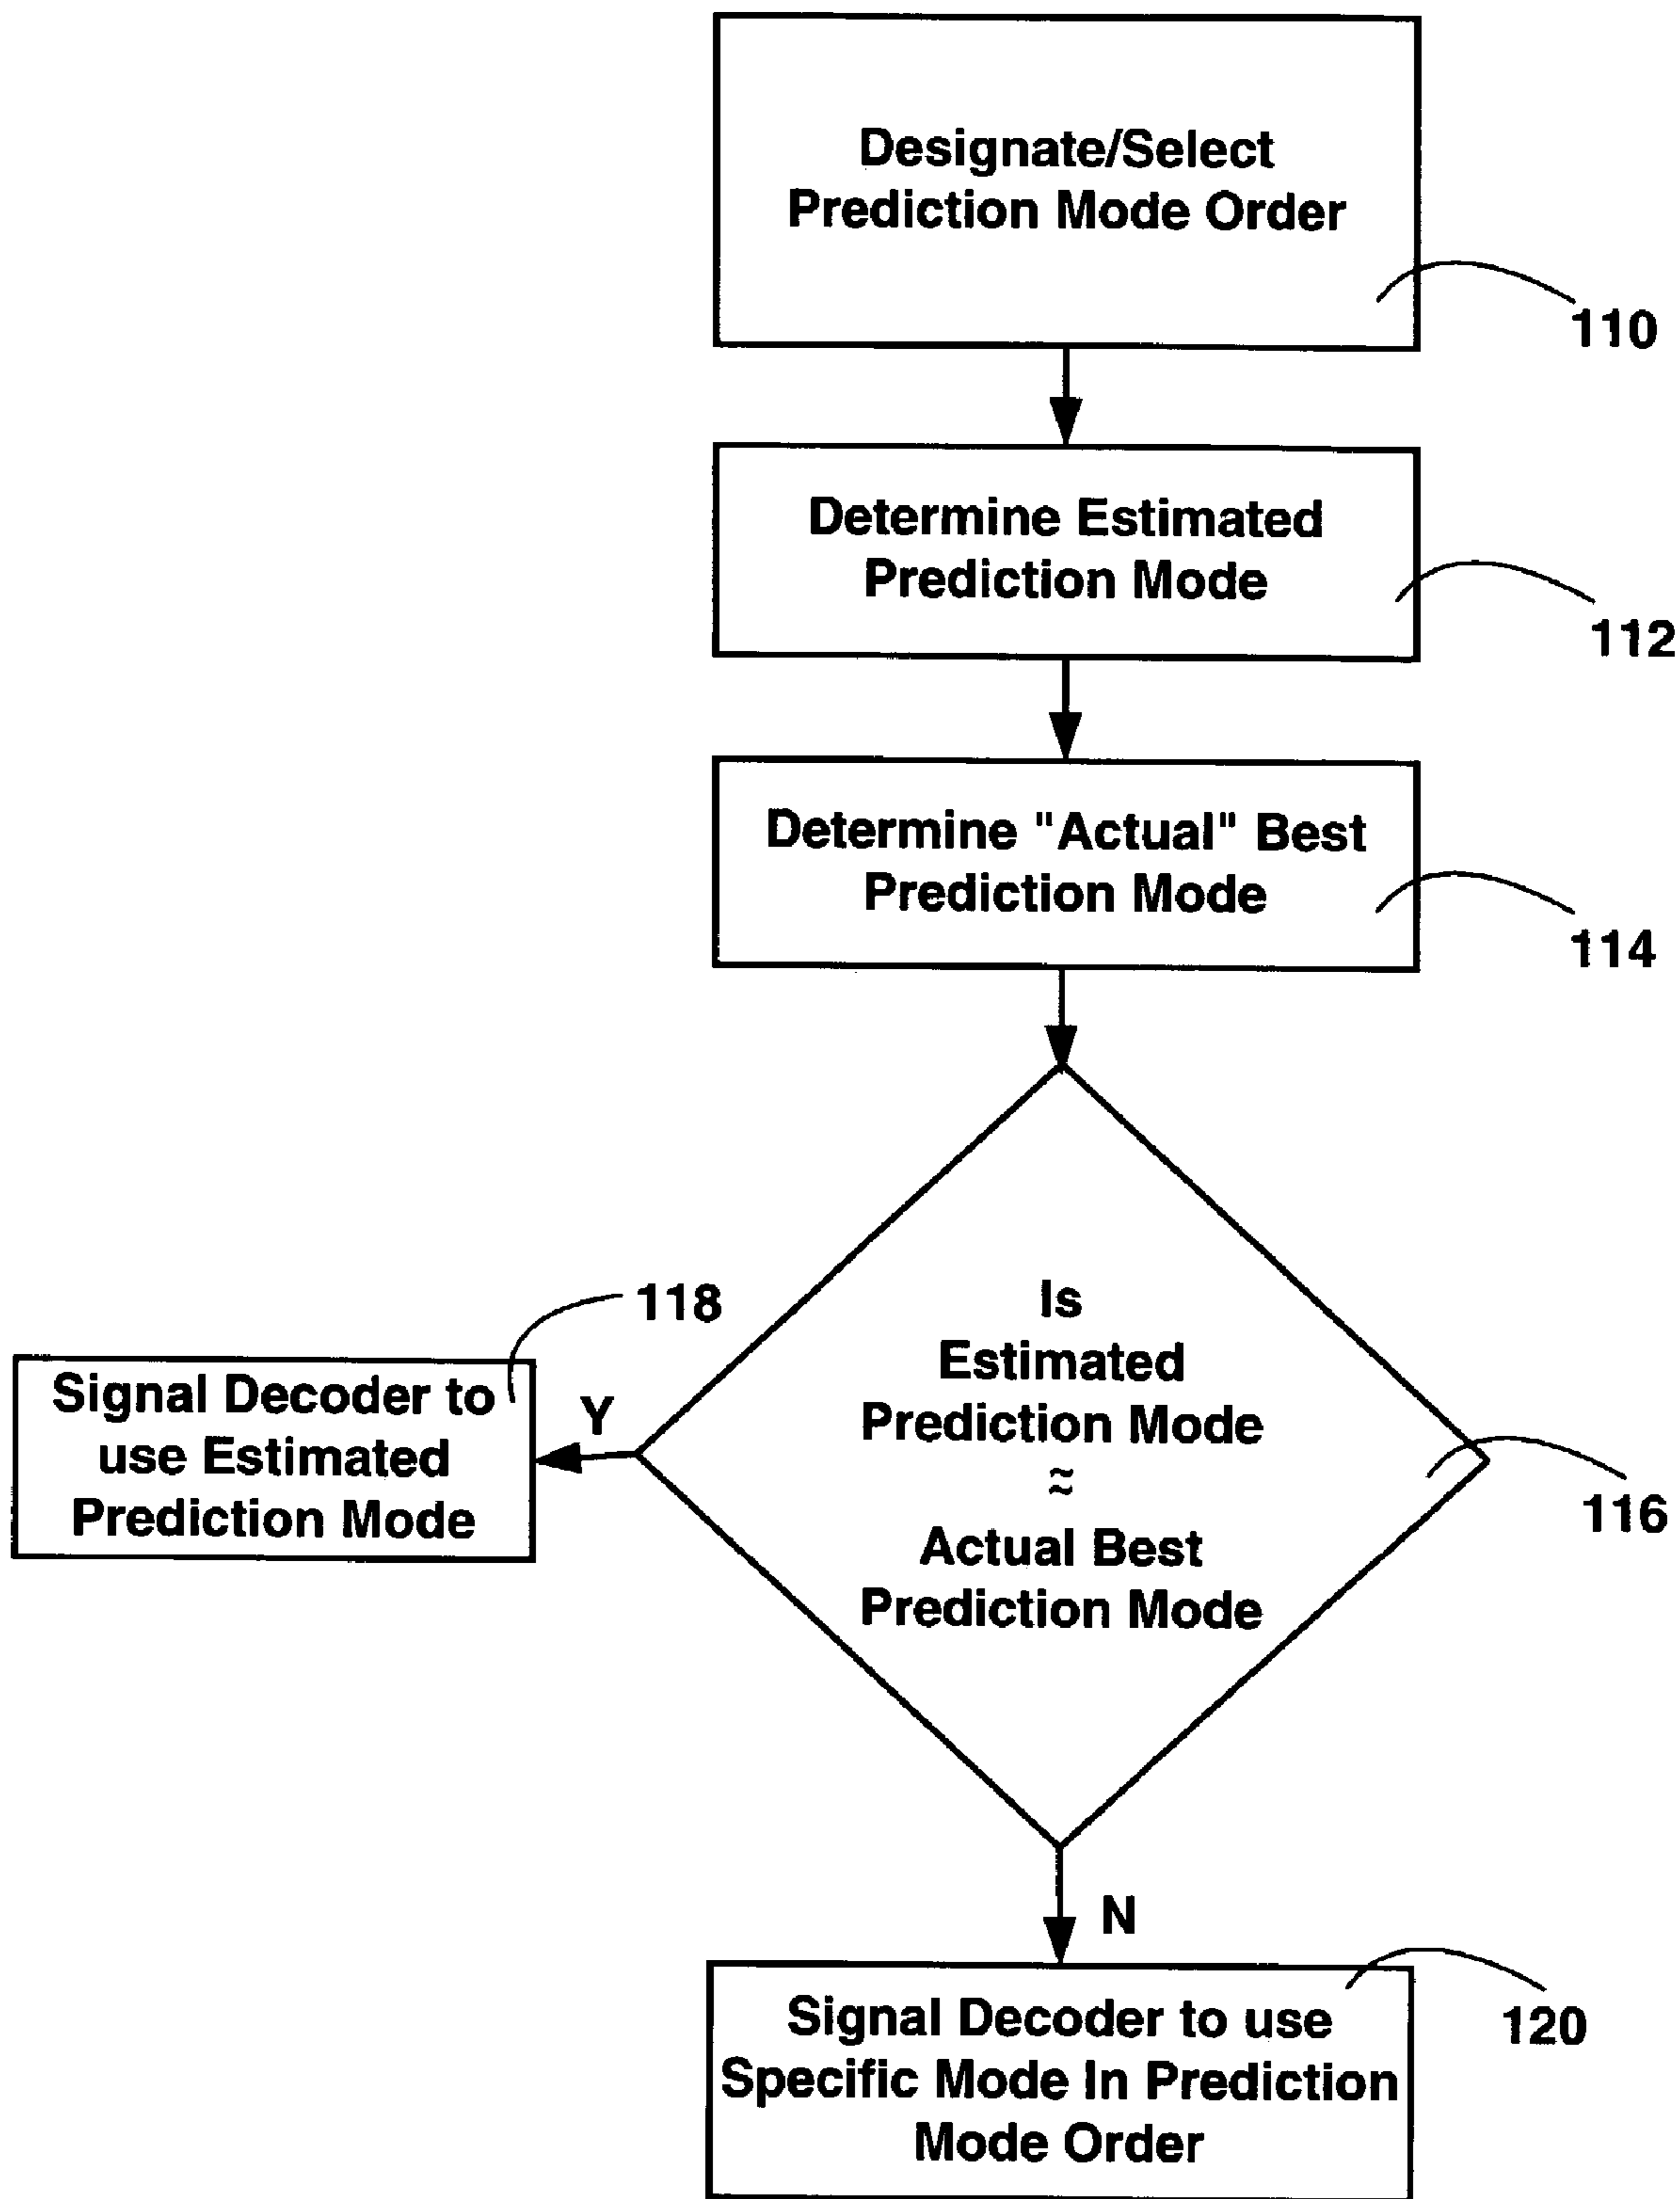 Designate/Select
Prediction Mode Order
110
Determine Estimated
Prediction Mode
112
Determine "Actual" Best
Prediction Mode
114
Is
Estimated
Prediction Mode
≈
Actual Best
Prediction Mode
116
118
Signal Decoder to
use Estimated
Prediction Mode
Y
N
Signal Decoder to use
Specific Mode In Prediction
Mode Order
120